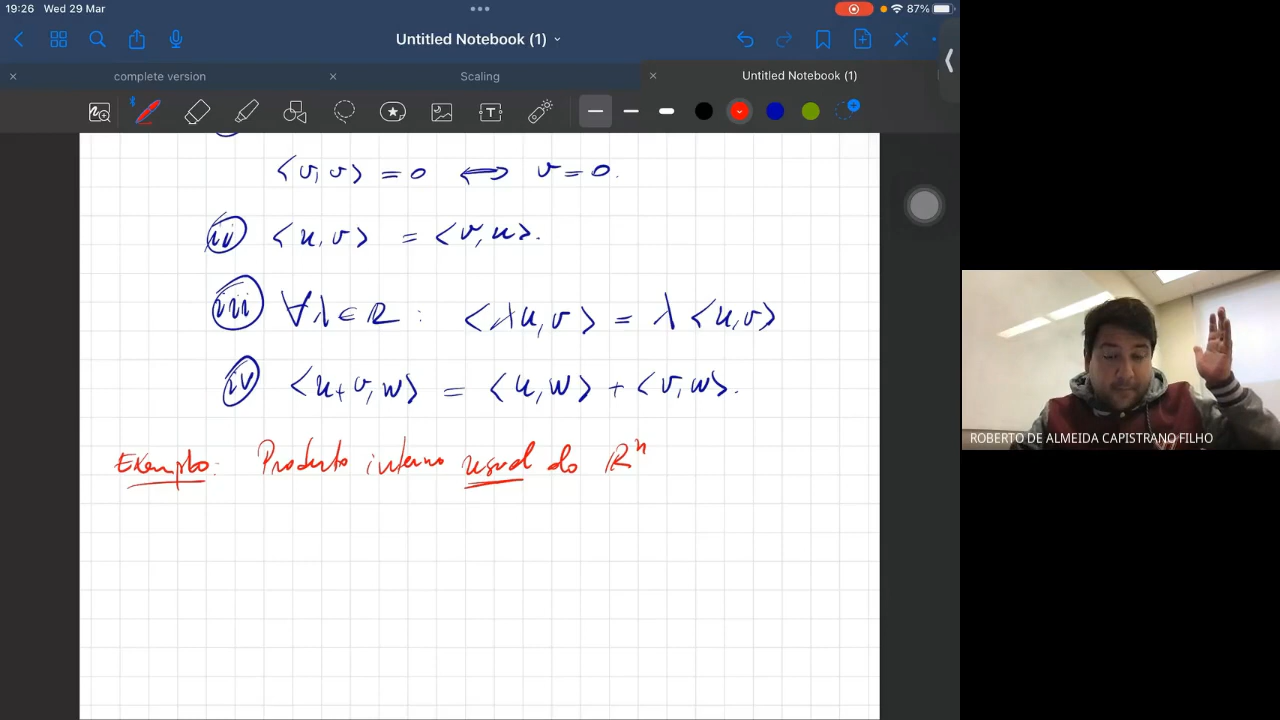 19:26 Wed 29 Mar
87%
Untitled Notebook (1)
complete version
Scaling
Untitled Notebook (1)
<v,v> = 0 ⟺ v = 0.
ii <u,v> = <v,u>.
iii ∀λ∈ℝ : <λu,v> = λ<u,v>
iv <u+v,w> = <u,w> + <v,w>.
Exemplo: Produto interno usual do ℝⁿ
ROBERTO DE ALMEIDA CAPISTRANO FILHO